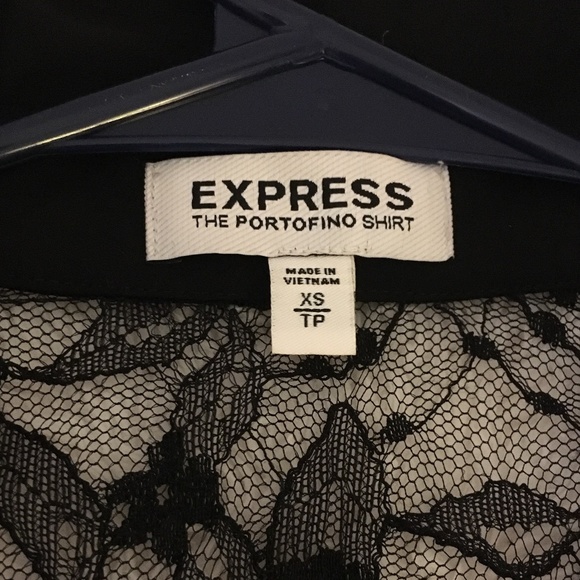 EXPRESS
THE PORTOFINO SHIRT
MADE IN
VIETNAM
XS
TP